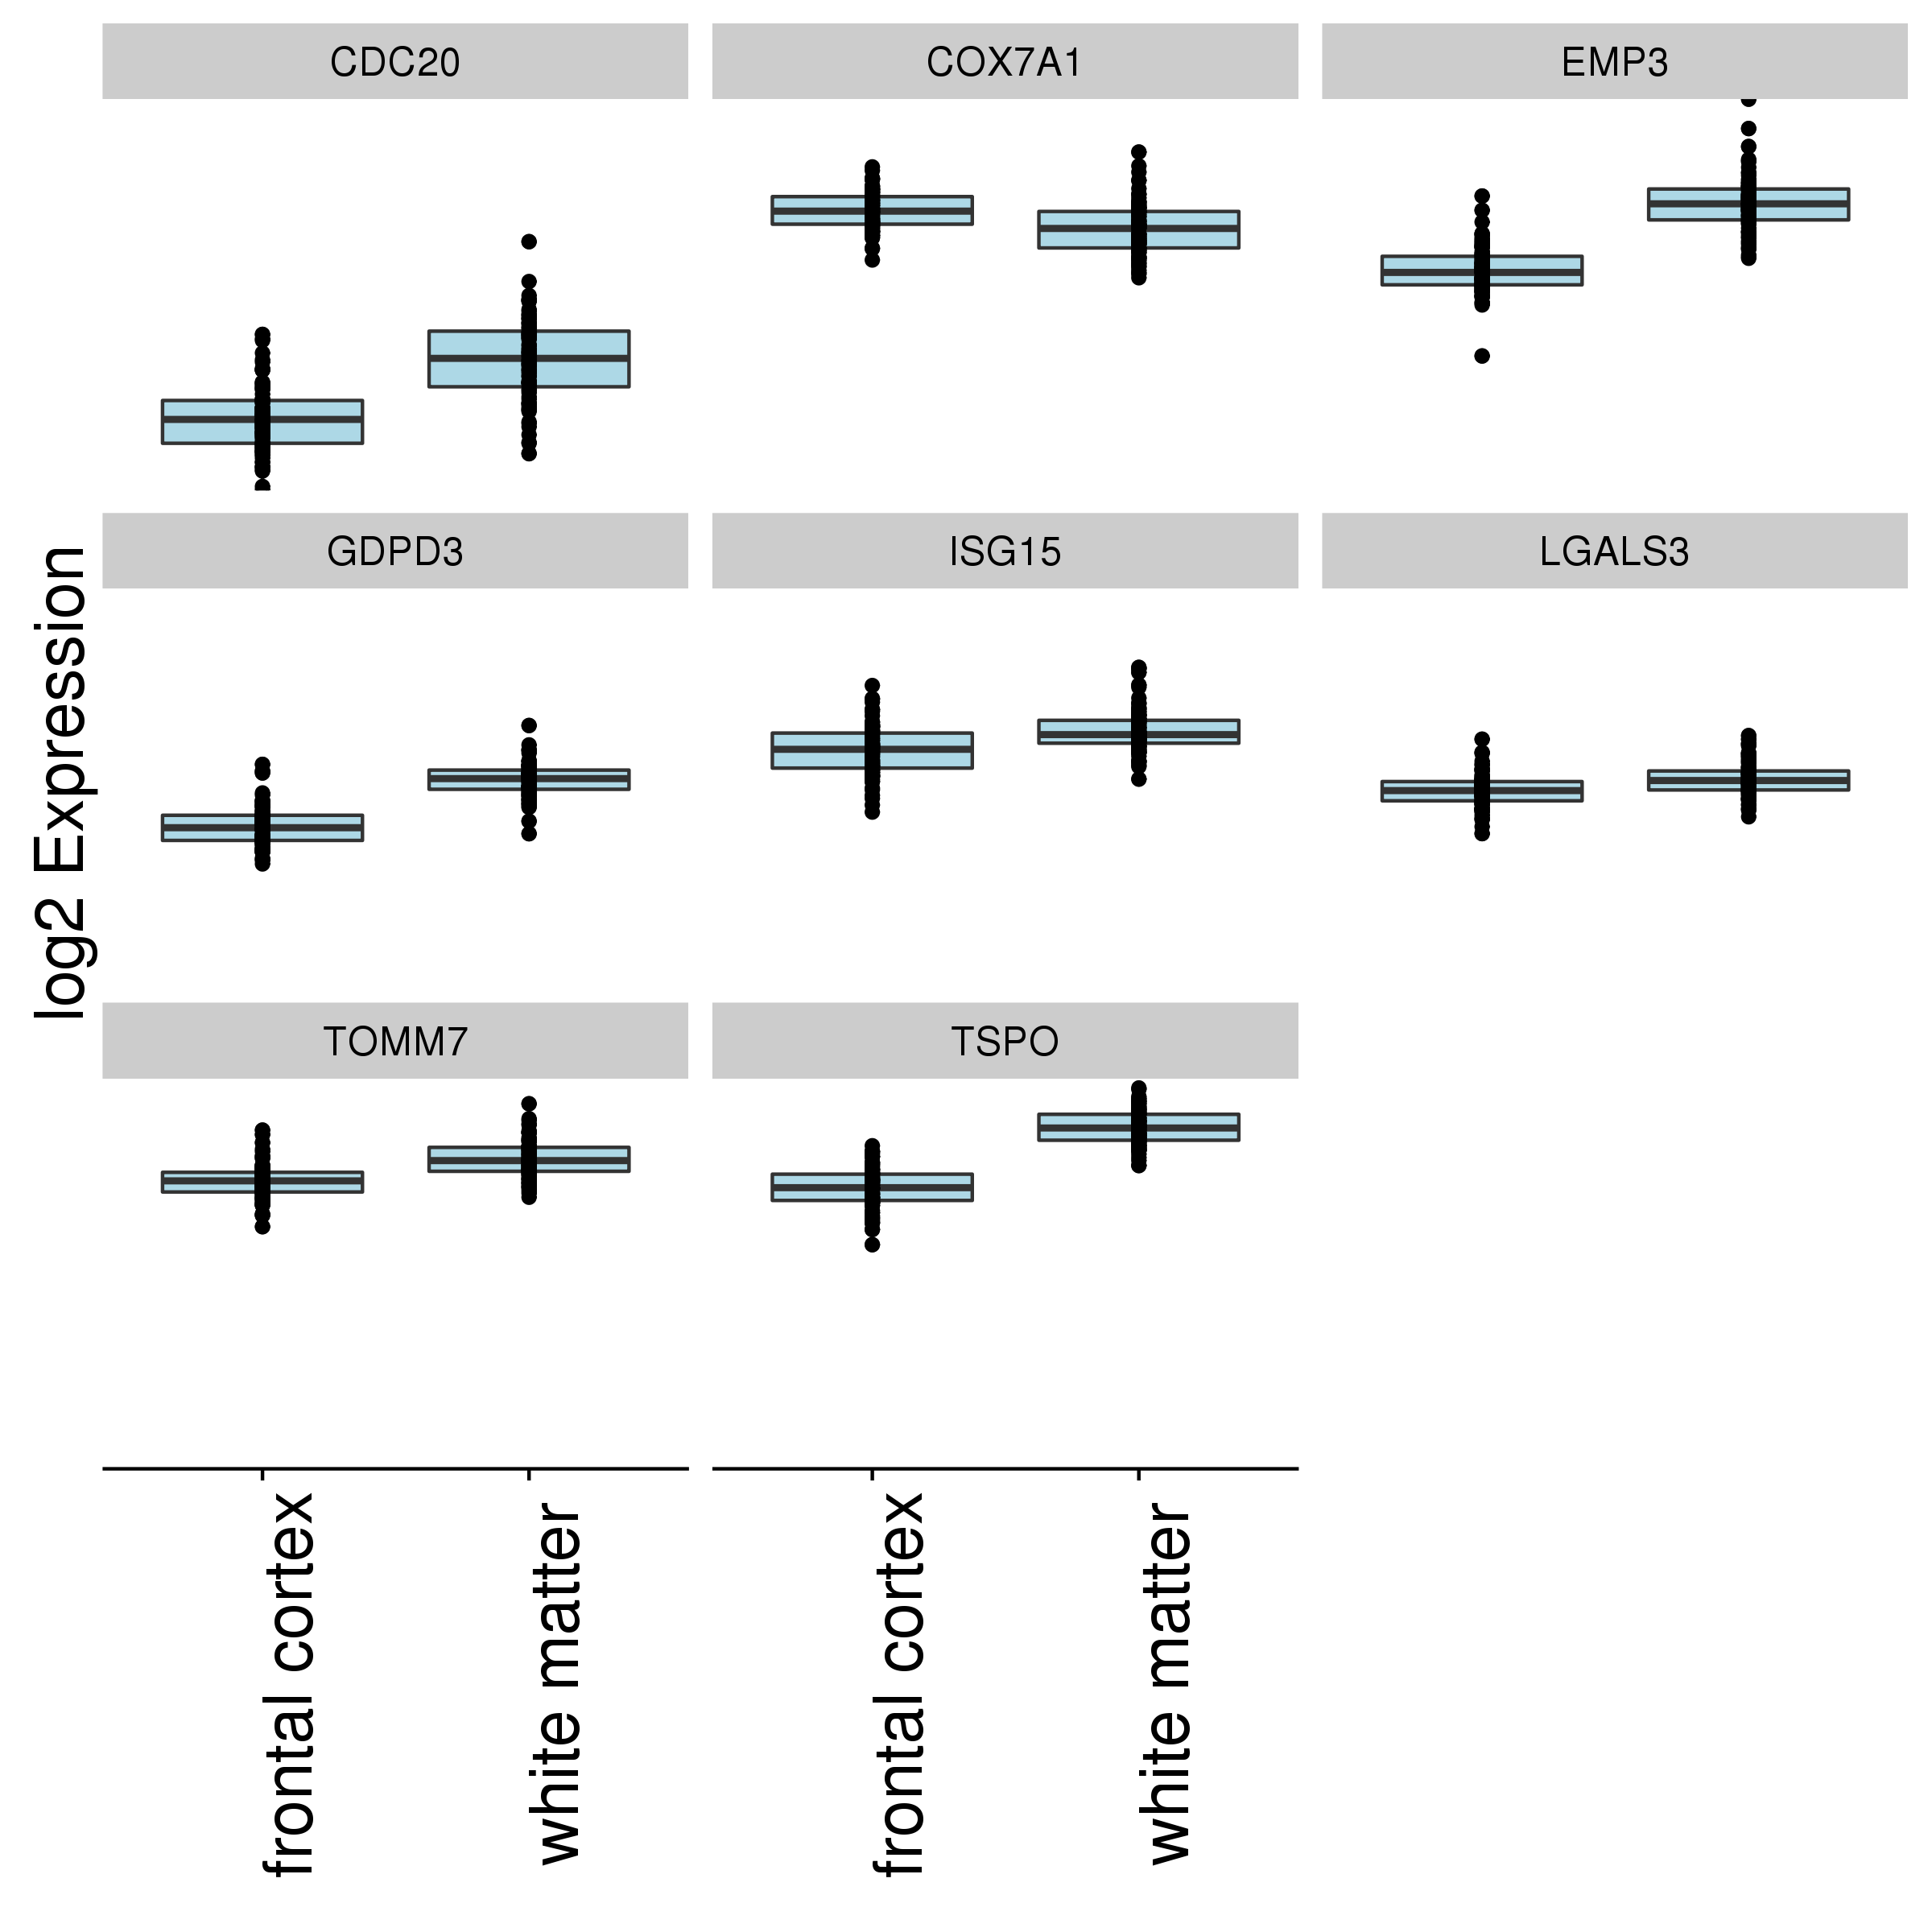 CDC20
COX7A1
EMP3
GDPD3
ISG15
LGALS3
log2 Expression
TOMM7
TSPO
frontal cortex
white matter
frontal cortex
white matter